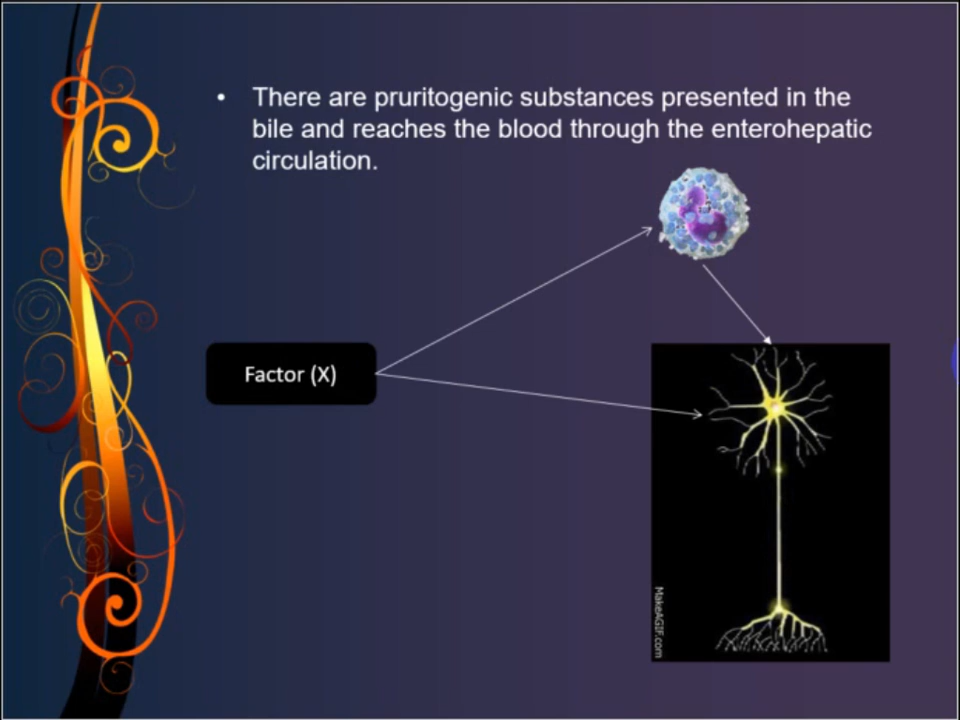 • There are pruritogenic substances presented in the
bile and reaches the blood through the enterohepatic
circulation.
Factor (X)
MakeAGIF.com